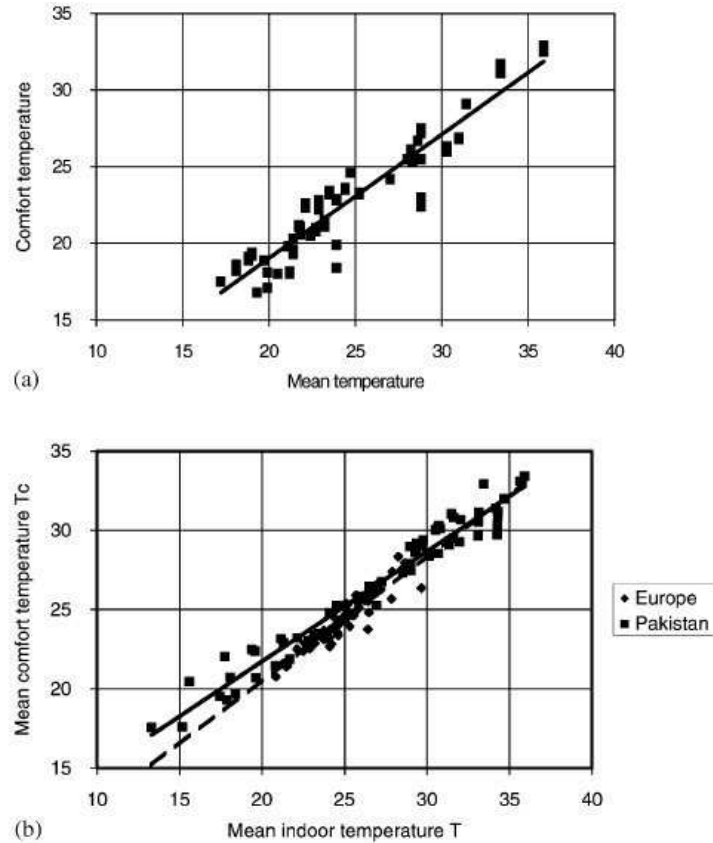 35
30
25
20
15
Comfort temperature
10 15 20 25 30 35 40
(a)
Mean temperature
35
30
25
20
15
Mean comfort temperature Tc
Europe
Pakistan
10 15 20 25 30 35 40
(b)
Mean indoor temperature T